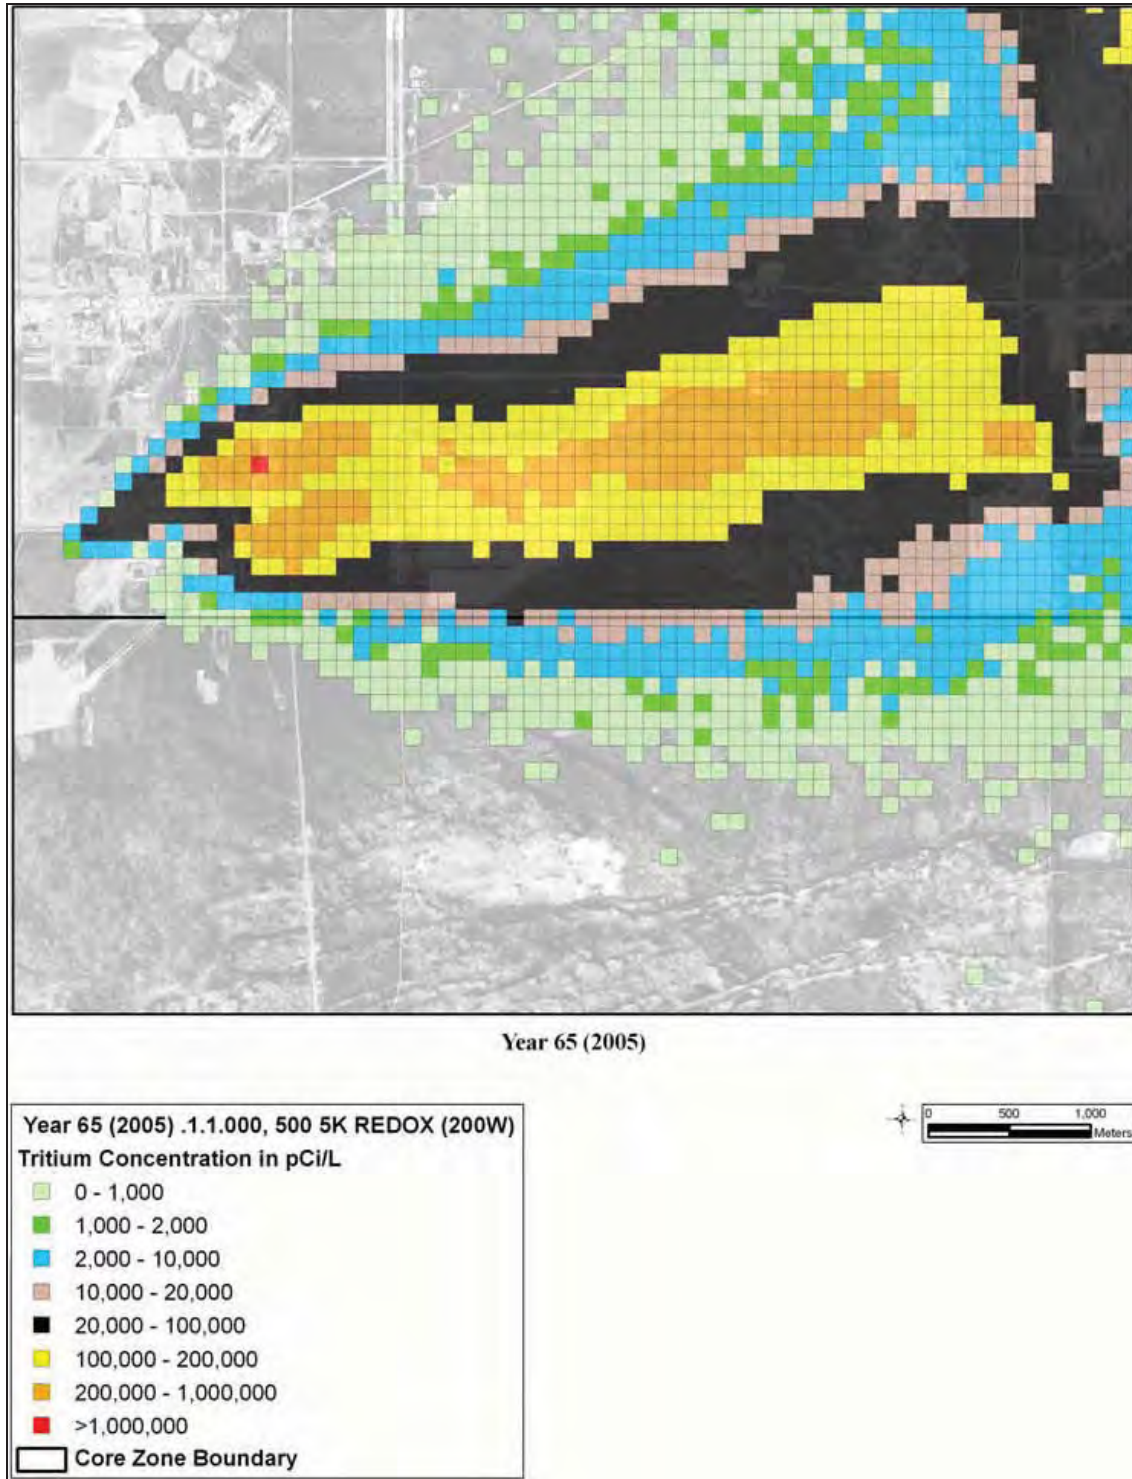 Year 65 (2005)
Year 65 (2005) .1.1.000, 500 5K REDOX (200W)
Tritium Concentration in pCi/L
0 - 1,000
1,000 - 2,000
2,000 - 10,000
10,000 - 20,000
20,000 - 100,000
100,000 - 200,000
200,000 - 1,000,000
>1,000,000
Core Zone Boundary
0 500 1,000
Meters